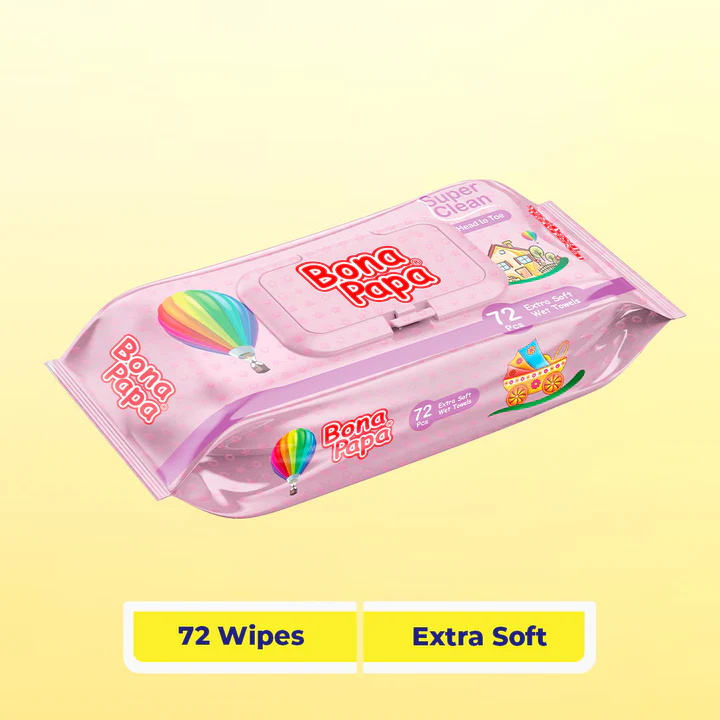 Super
Clean
Head to Toe
Bona
Papa®
72
Pcs
Extra Soft
Wet Towels
Bona
Papa
Bona
Papa
72
Pcs
Extra Soft
Wet Towels
72 Wipes
Extra Soft